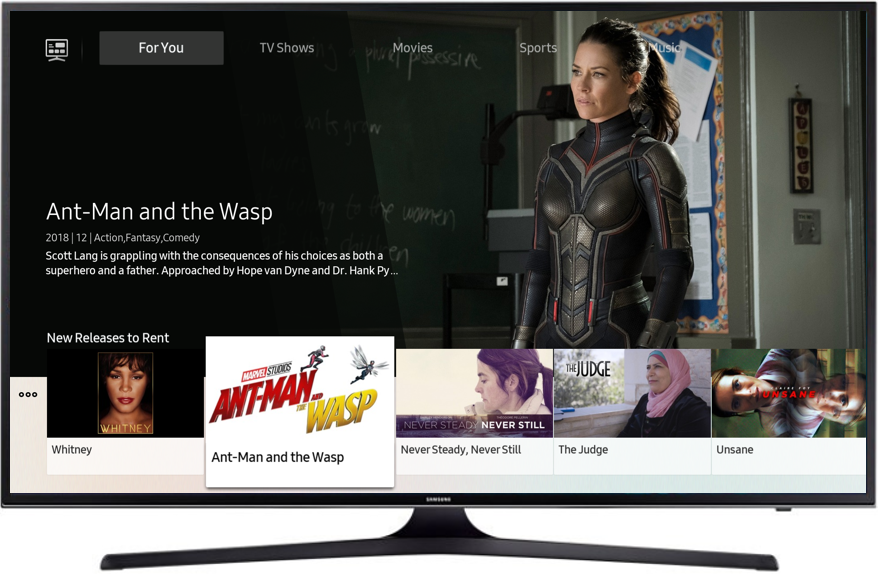 For You
TV Shows
Movies
Sports
Music
Ant-Man and the Wasp
2018 | 12 | Action,Fantasy,Comedy
Scott Lang is grappling with the consequences of his choices as both a
superhero and a father. Approached by Hope van Dyne and Dr. Hank Py...
New Releases to Rent
WHITNEY
Whitney
MARVEL STUDIOS
ANT-MAN
AND THE WASP
Ant-Man and the Wasp
NEVER STEADY, NEVER STILL
Never Steady, Never Still
THE JUDGE
The Judge
UNSANE
Unsane
SAMSUNG